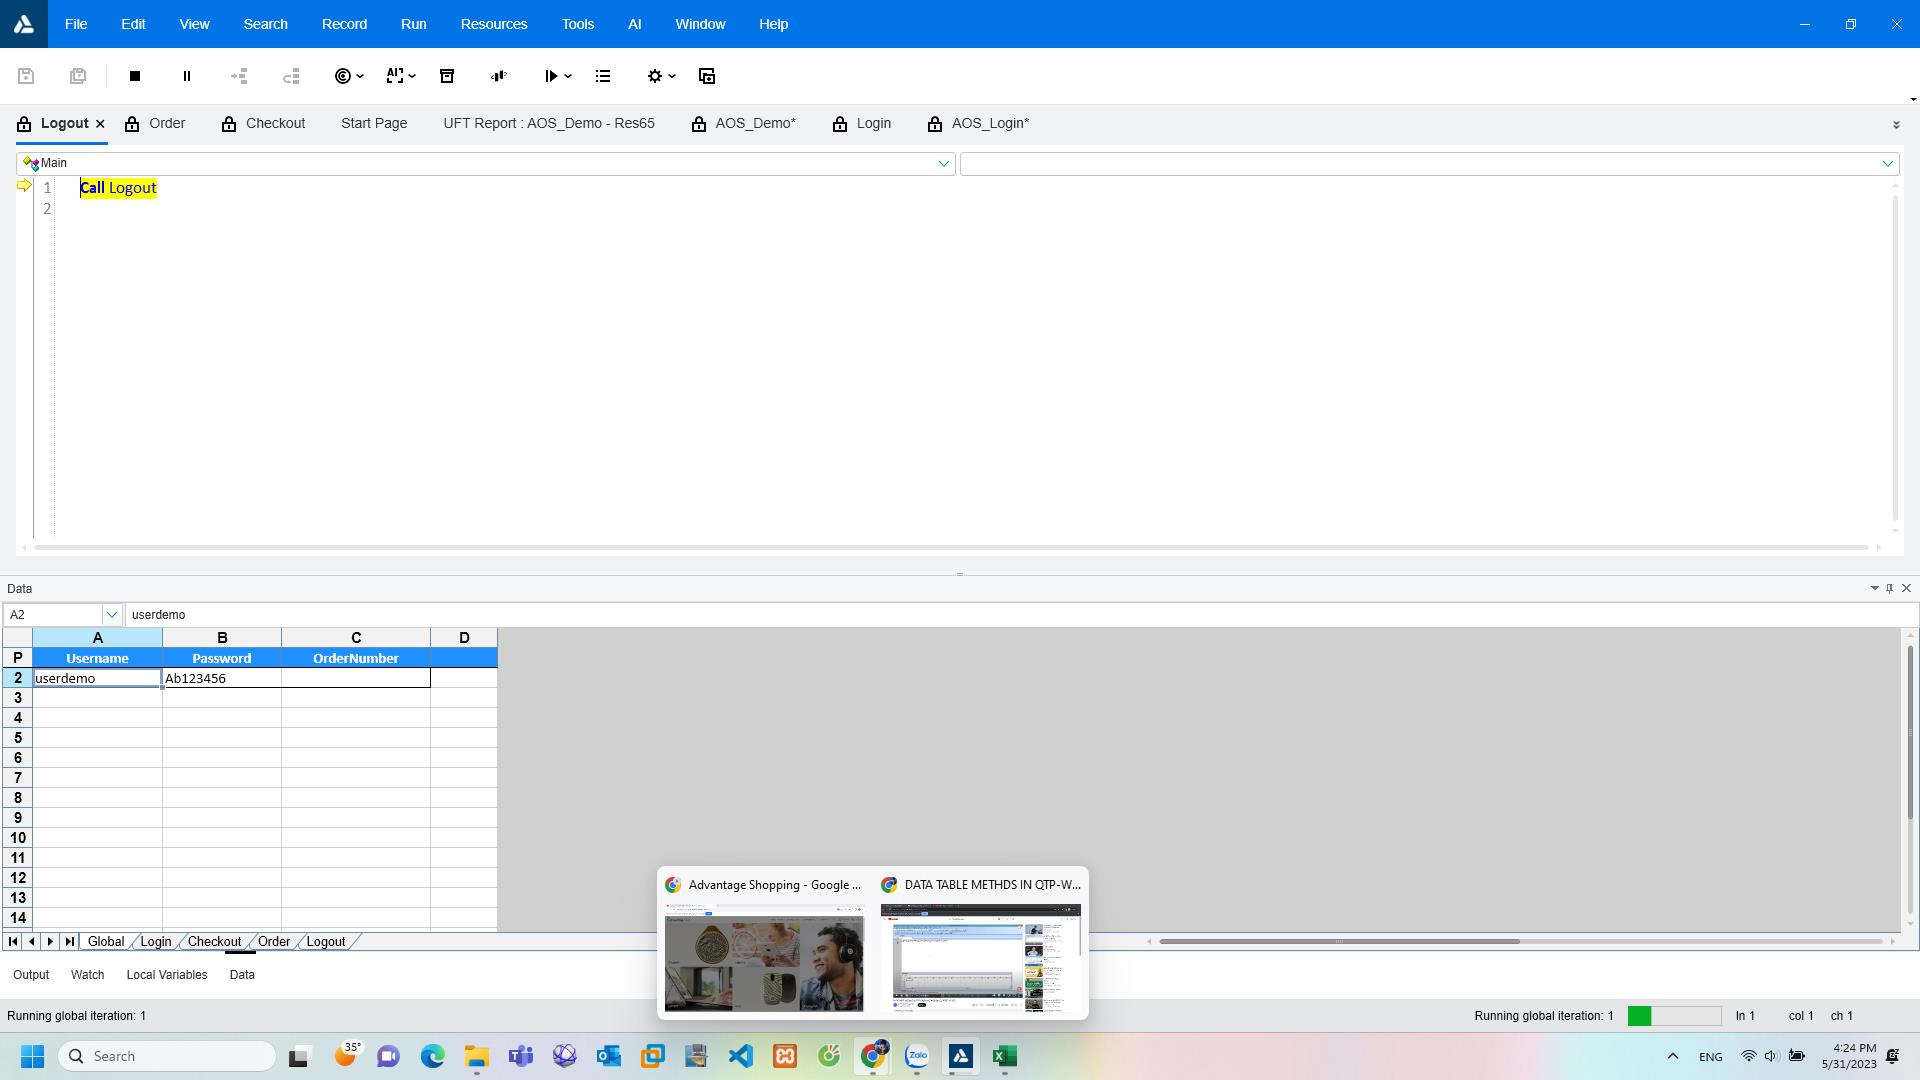 File Edit View Search Record Run Resources Tools AI Window Help
AI
Logout Order Checkout Start Page UFT Report : AOS_Demo - Res65 AOS_Demo* Login AOS_Login*
Main
1 Call Logout
2
Data
A2 userdemo
A B C D
P Username Password OrderNumber
2 userdemo Ab123456
3
4
5
6
7
8
9
10
11
12
13
14
Advantage Shopping - Google ... DATA TABLE METHDS IN QTP-W...
Global Login Checkout Order Logout
Output Watch Local Variables Data
Running global iteration: 1 Running global iteration: 1 ln 1 col 1 ch 1
Search 35° Zalo ENG 4:24 PM
5/31/2023